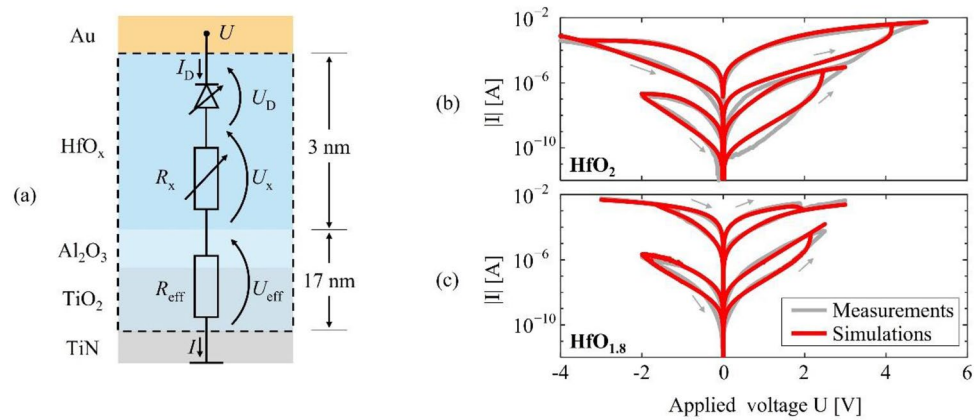 (a)
Au
U
I_D
U_D
HfO_x
3 nm
R_x
U_x
Al_2O_3
17 nm
R_eff
U_eff
TiO_2
TiN
I
(b)
|I| [A]
10^-2
10^-6
10^-10
HfO_2
(c)
|I| [A]
10^-2
10^-6
10^-10
Measurements
Simulations
HfO_1.8
-4 -2 0 2 4 6
Applied voltage U [V]